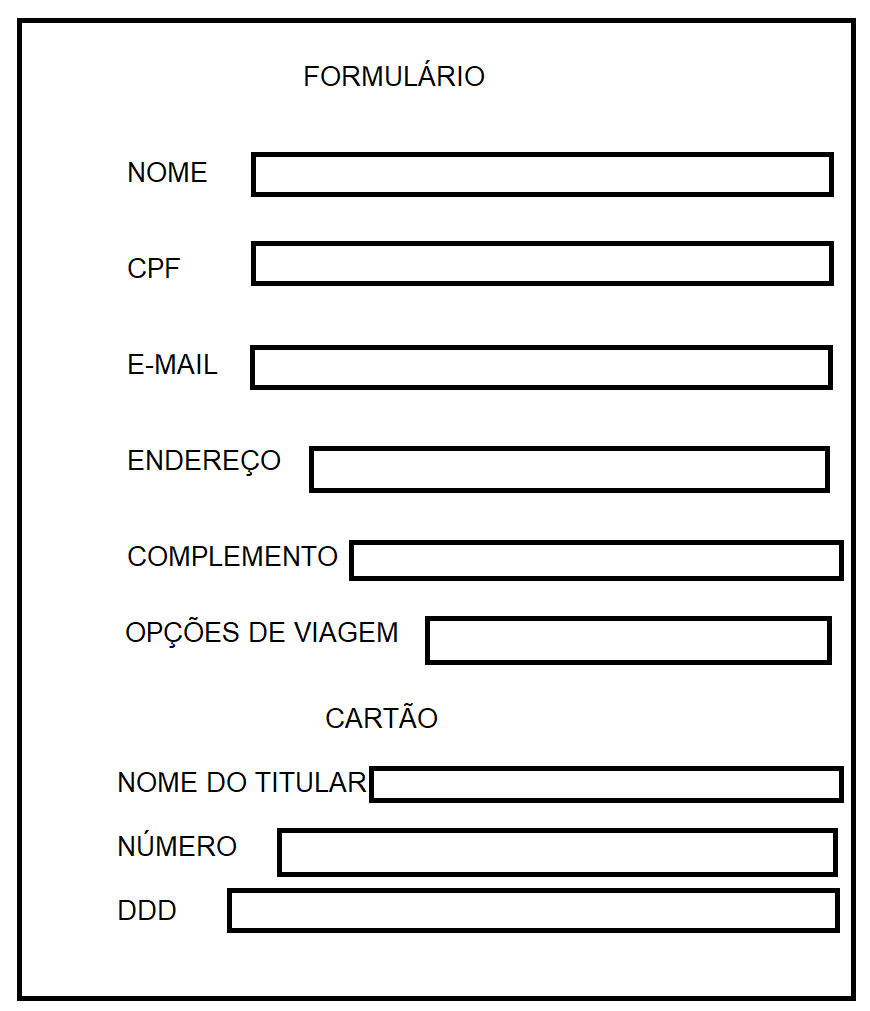 FORMULÁRIO
NOME
CPF
E-MAIL
ENDEREÇO
COMPLEMENTO
OPÇÕES DE VIAGEM
CARTÃO
NOME DO TITULAR
NÚMERO
DDD